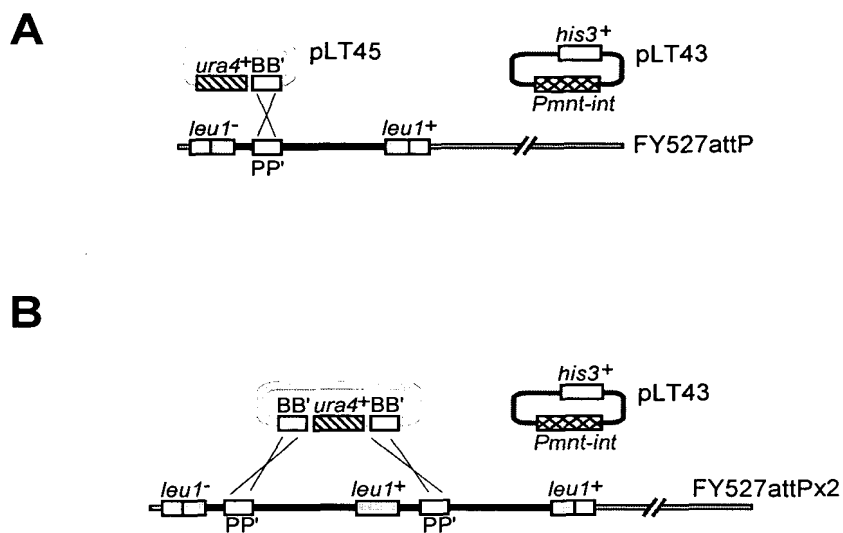 A
ura4+BB' pLT45
his3+ pLT43
Pmnt-int
leu1- leu1+ FY527attP
PP'
B
his3+ pLT43
BB' ura4+BB'
Pmnt-int
leu1- leu1+ leu1+ FY527attPx2
PP' PP'